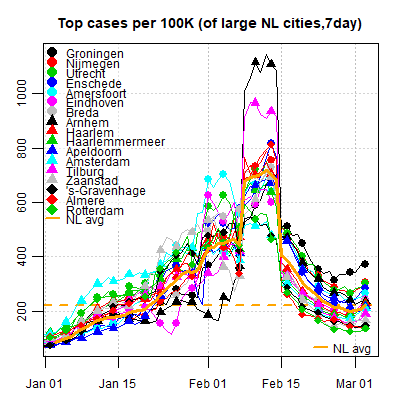 Top cases per 100K (of large NL cities,7day)
Groningen
Nijmegen
Utrecht
Enschede
Amersfoort
Eindhoven
Breda
Arnhem
Haarlem
Haarlemmermeer
Apeldoorn
Amsterdam
Tilburg
Zaanstad
's-Gravenhage
Almere
Rotterdam
NL avg
1000
800
600
400
200
NL avg
Jan 01
Jan 15
Feb 01
Feb 15
Mar 01